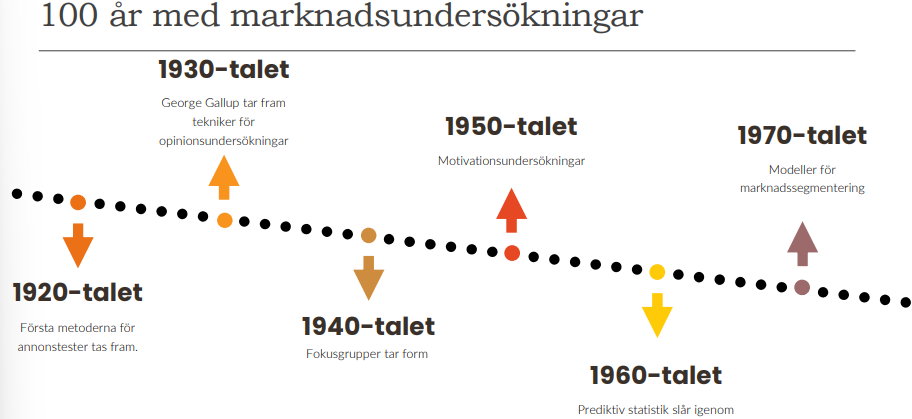 100 år med marknadsundersökningar
1930-talet
George Gallup tar fram
tekniker för
opinionsundersökningar
1950-talet
Motivationsundersökningar
1970-talet
Modeller för
marknadssegmentering
1920-talet
Första metoderna för
annonstester tas fram.
1940-talet
Fokusgrupper tar form
1960-talet
Prediktiv statistik slår igenom